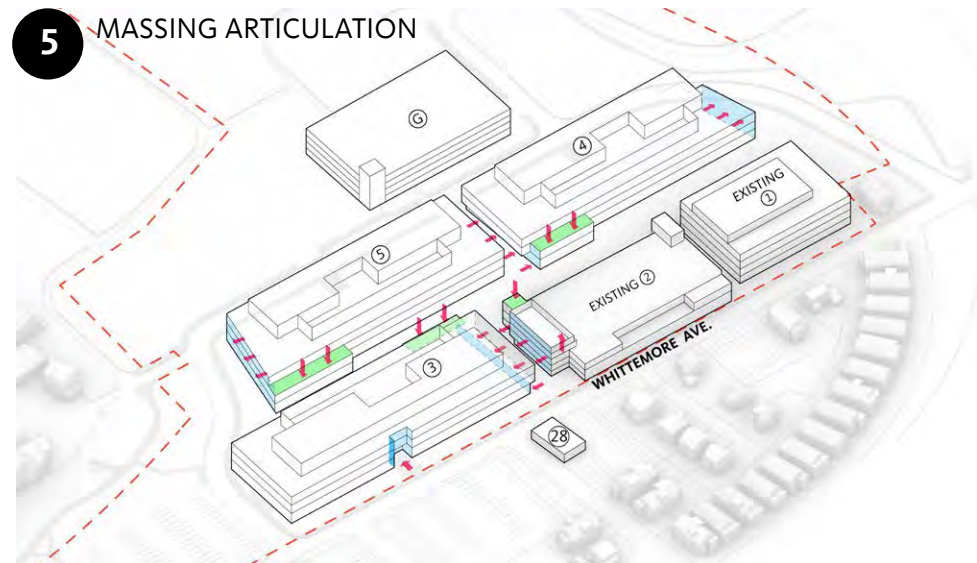 5 MASSING ARTICULATION
G
4
EXISTING
1
5
EXISTING 2
WHITTEMORE AVE.
3
28